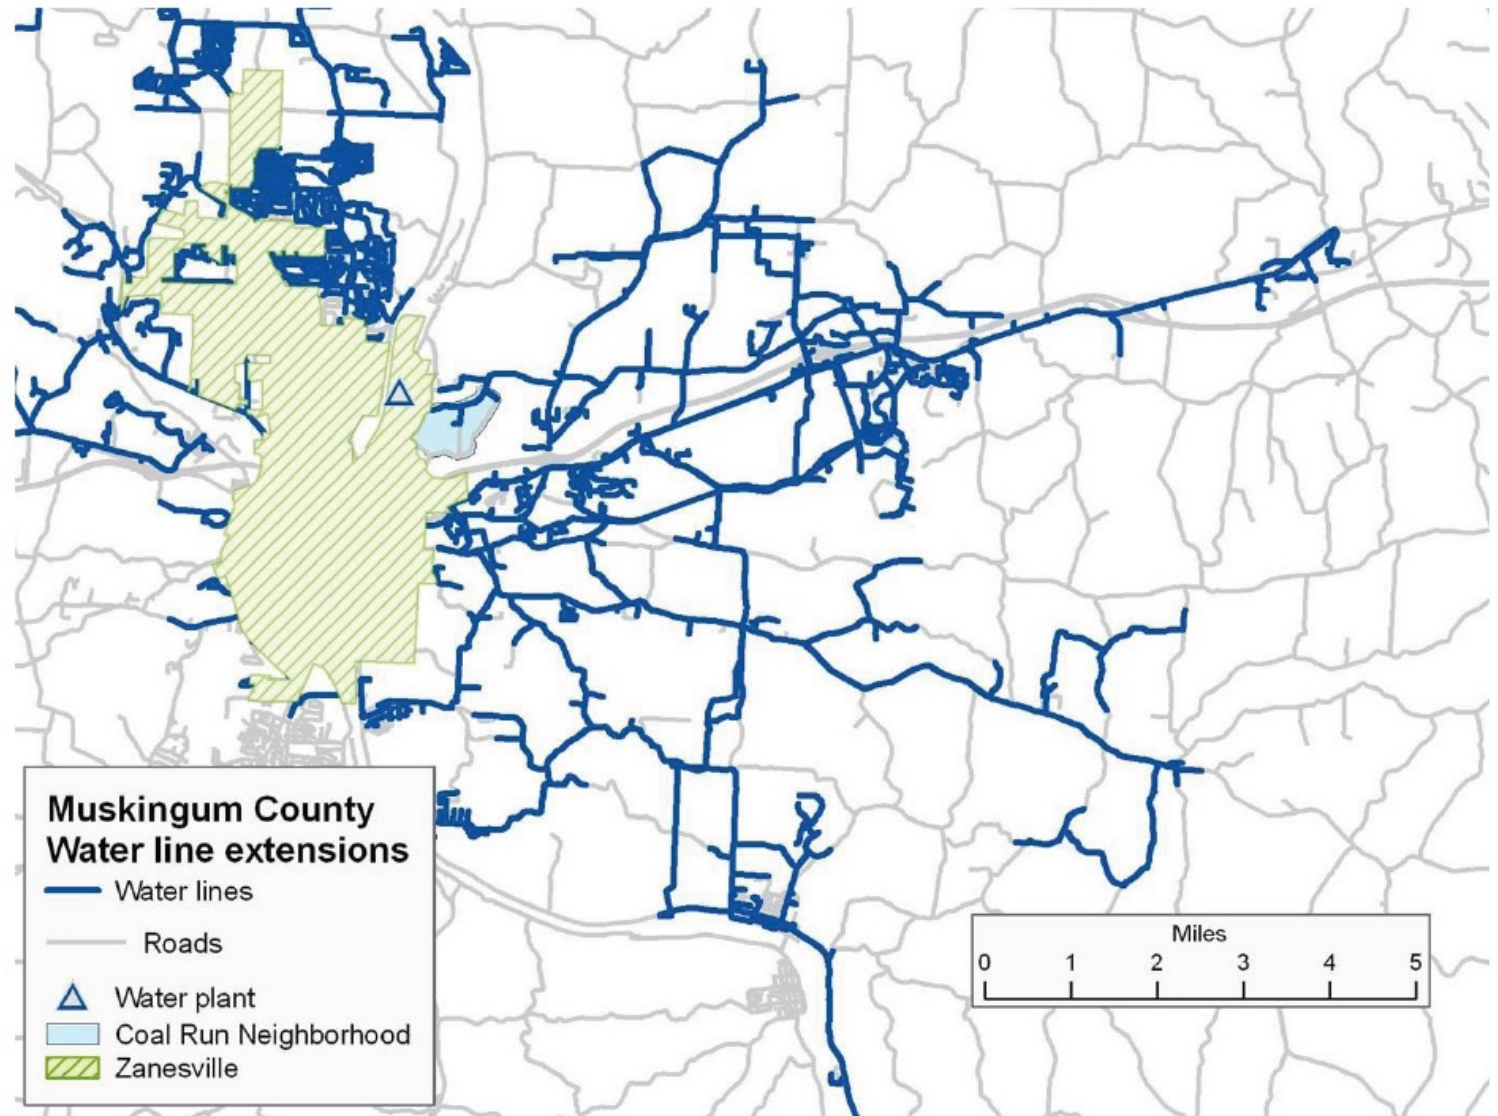 Muskingum County
Water line extensions
Water lines
Roads
Water plant
Coal Run Neighborhood
Zanesville
Miles
0 1 2 3 4 5